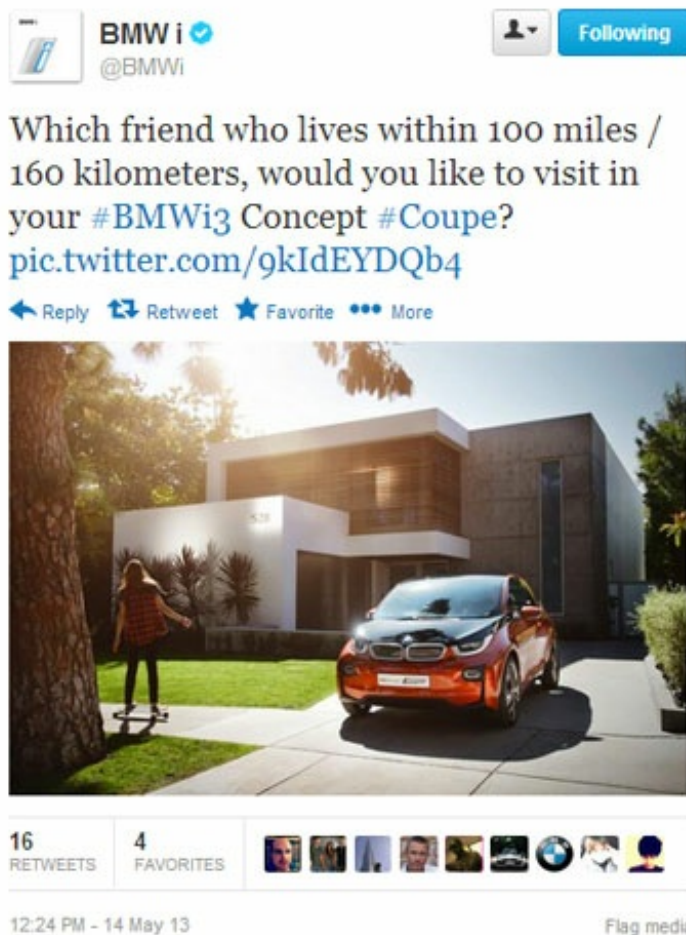 BMW i
@BMWi
Following
Which friend who lives within 100 miles /
160 kilometers, would you like to visit in
your #BMWi3 Concept #Coupe?
pic.twitter.com/9kIdEYDQb4
Reply Retweet Favorite More
528
16
RETWEETS
4
FAVORITES
12:24 PM - 14 May 13
Flag media